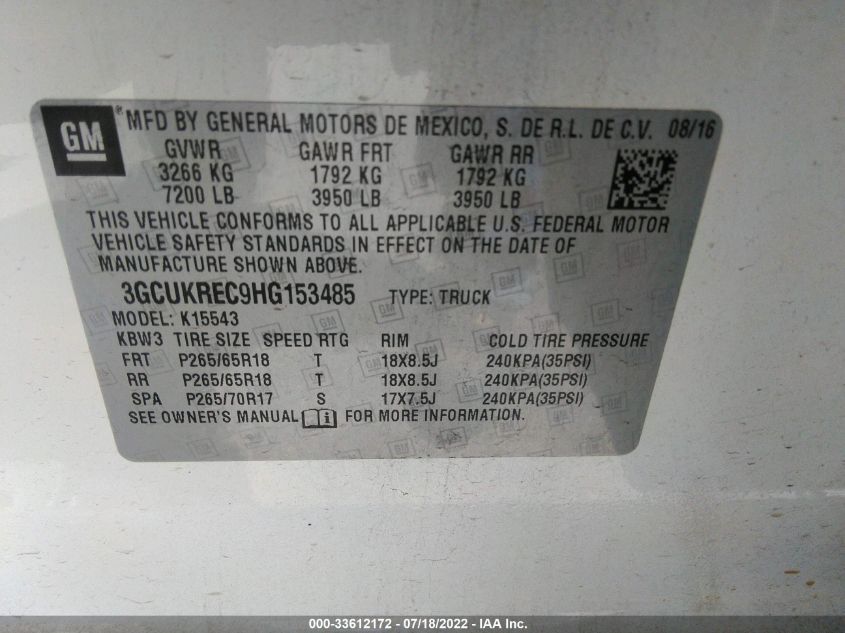 GM ® MFD BY GENERAL MOTORS DE MEXICO, S. DE R.L. DE C.V. 08/16
GVWR GAWR FRT GAWR RR
3266 KG 1792 KG 1792 KG
7200 LB 3950 LB 3950 LB
THIS VEHICLE CONFORMS TO ALL APPLICABLE U.S. FEDERAL MOTOR
VEHICLE SAFETY STANDARDS IN EFFECT ON THE DATE OF
MANUFACTURE SHOWN ABOVE.
3GCUKREC9HG153485 TYPE: TRUCK
MODEL: K15543
KBW3 TIRE SIZE SPEED RTG RIM COLD TIRE PRESSURE
FRT P265/65R18 T 18X8.5J 240KPA(35PSI)
RR P265/65R18 T 18X8.5J 240KPA(35PSI)
SPA P265/70R17 S 17X7.5J 240KPA(35PSI)
SEE OWNER'S MANUAL i FOR MORE INFORMATION.
000-33612172 - 07/18/2022 - IAA Inc.